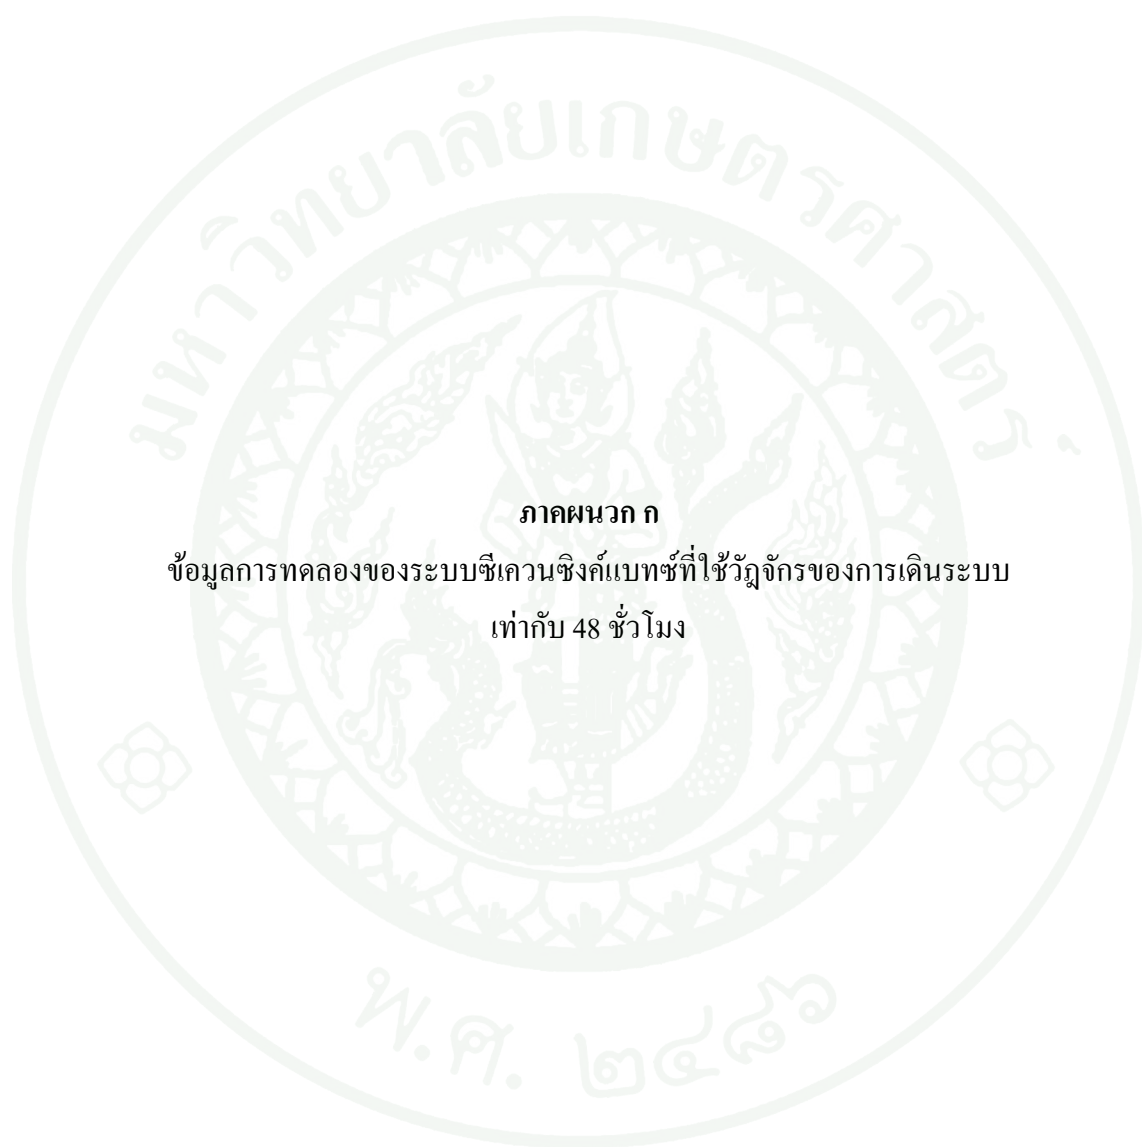 มหาวิทยาลัยเกษตรศาสตร์
ภาคผนวก ก
ข้อมูลการทดลองของระบบซีเควนซิงค์แบทซ์ที่ใช้วัฎจักรของการเดินระบบ
เท่ากับ 48 ชั่วโมง
พ.ศ. ๒๔๘๖